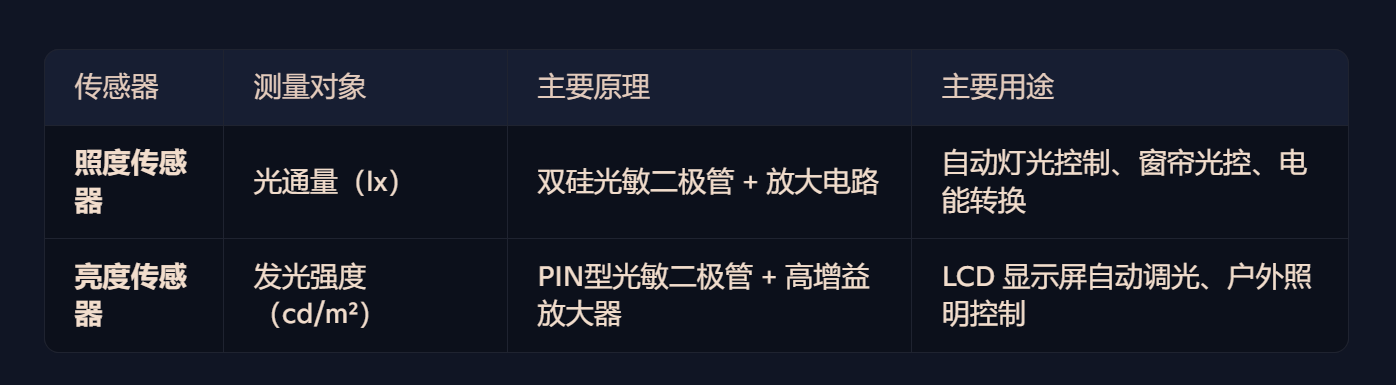 传感器 测量对象 主要原理 主要用途
照度传感器 光通量（lx） 双硅光敏二极管 + 放大电路 自动灯光控制、窗帘光控、电能转换
亮度传感器 发光强度（cd/m²） PIN型光敏二极管 + 高增益放大器 LCD 显示屏自动调光、户外照明控制